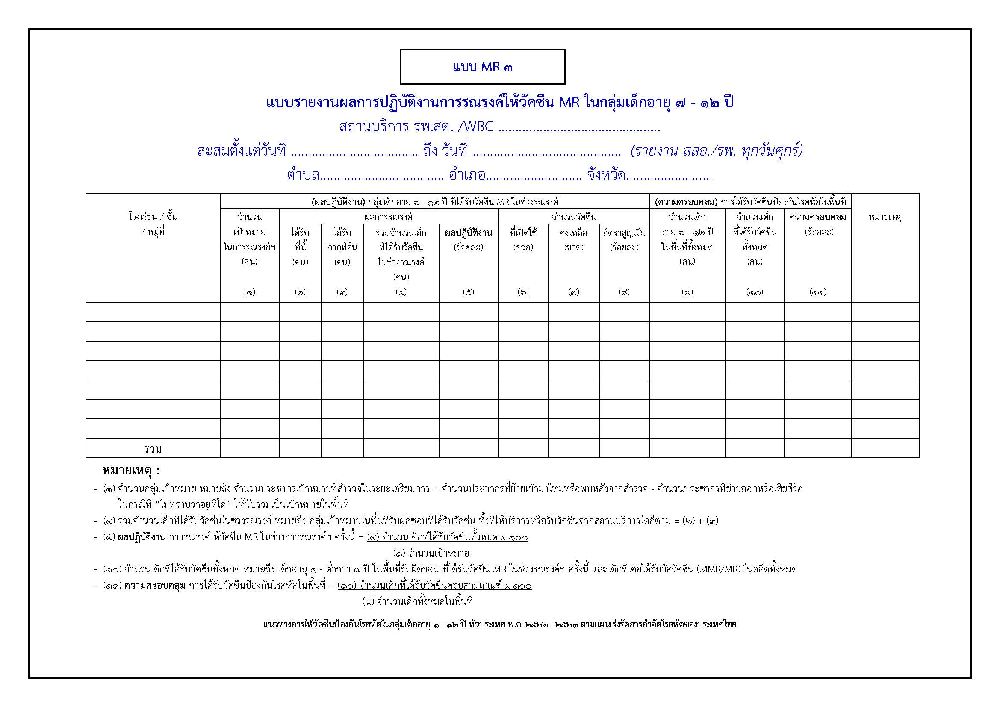 แบบ MR ๓
แบบรายงานผลการปฏิบัติงานการรณรงค์ให้วัคซีน MR ในกลุ่มเด็กอายุ ๗ - ๑๒ ปี
สถานบริการ รพ.สต. /WBC ...............................................
สะสมตั้งแต่วันที่ ..................................... ถึง วันที่ ........................................... (รายงาน สสอ./รพ. ทุกวันศุกร์)
ตำบล.................................... อำเภอ............................ จังหวัด.........................
(ผลปฏิบัติงาน) กลุ่มเด็กอาย ๗ - ๑๒ ปี ที่ได้รับวัคซีน MR ในช่วงรณรงค์ (ความครอบคุลม) การได้รับวัคซีนป้องกันโรคหัดในพื้นที่
โรงเรียน / ชั้น
/ หมู่ที่
จำนวน
เป้าหมาย
ในการรณรงค์ฯ
(คน)
(๑)
ผลการรณรงค์
ได้รับ
ที่นี้
(คน)
(๒)
ได้รับ
จากที่อื่น
(คน)
(๓)
รวมจำนวนเด็ก
ที่ได้รับวัคซีน
ในช่วงรณรงค์
(คน)
(๔)
ผลปฏิบัติงาน
(ร้อยละ)
(๕)
จำนวนวัคซีน
ที่เปิดใช้
(ขวด)
(๖)
คงเหลือ
(ขวด)
(๗)
อัตราสูญเสีย
(ร้อยละ)
(๘)
จำนวนเด็ก
อายุ ๗ - ๑๒ ปี
ในพื้นที่ทั้งหมด
(คน)
(๙)
จำนวนเด็ก
ที่ได้รับวัคซีน
ทั้งหมด
(คน)
(๑๐)
ความครอบคลุม
(ร้อยละ)
(๑๑)
หมายเหตุ
รวม
หมายเหตุ :
- (๑) จำนวนกลุ่มเป้าหมาย หมายถึง จำนวนประชากรเป้าหมายที่สำรวจในระยะเตรียมการ + จำนวนประชากรที่ย้ายเข้ามาใหม่หรือพบหลังจากสำรวจ - จำนวนประชากรที่ย้ายออกหรือเสียชีวิต
ในกรณีที่ “ไม่ทราบว่าอยู่ที่ใด” ให้นับรวมเป็นเป้าหมายในพื้นที่
- (๔) รวมจำนวนเด็กที่ได้รับวัคซีนในช่วงรณรงค์ หมายถึง กลุ่มเป้าหมายในพื้นที่รับผิดชอบที่ได้รับวัคซีน ทั้งที่ให้บริการหรือรับวัคซีนจากสถานบริการใดก็ตาม = (๒) + (๓)
- (๕) ผลปฏิบัติงาน การรณรงค์ให้วัคซีน MR ในช่วงการรณรงค์ฯ ครั้งนี้ = (๔) จำนวนเด็กที่ได้รับวัคซีนทั้งหมด x ๑๐๐
(๑) จำนวนเป้าหมาย
- (๑๐) จำนวนเด็กที่ได้รับวัคซีนทั้งหมด หมายถึง เด็กอายุ ๑ - ต่ำกว่า ๗ ปี ในพื้นที่รับผิดชอบ ที่ได้รับวัคซีน MR ในช่วงรณรงค์ฯ ครั้งนี้ และเด็กที่เคยได้รับวัควัคซีน (MMR/MR) ในอดีตทั้งหมด
- (๑๑) ความครอบคลุม การได้รับวัคซีนป้องกันโรคหัดในพื้นที่ = (๑๐) จำนวนเด็กที่ได้รับวัคซีนครบตามเกณฑ์ x ๑๐๐
(๙) จำนวนเด็กทั้งหมดในพื้นที่
แนวทางการให้วัคซีนป้องกันโรคหัดในกลุ่มเด็กอายุ ๑ - ๑๒ ปี ทั่วประเทศ พ.ศ. ๒๕๖๒ - ๒๕๖๓ ตามแผนเร่งรัดการกำจัดโรคหัดของประเทศไทย